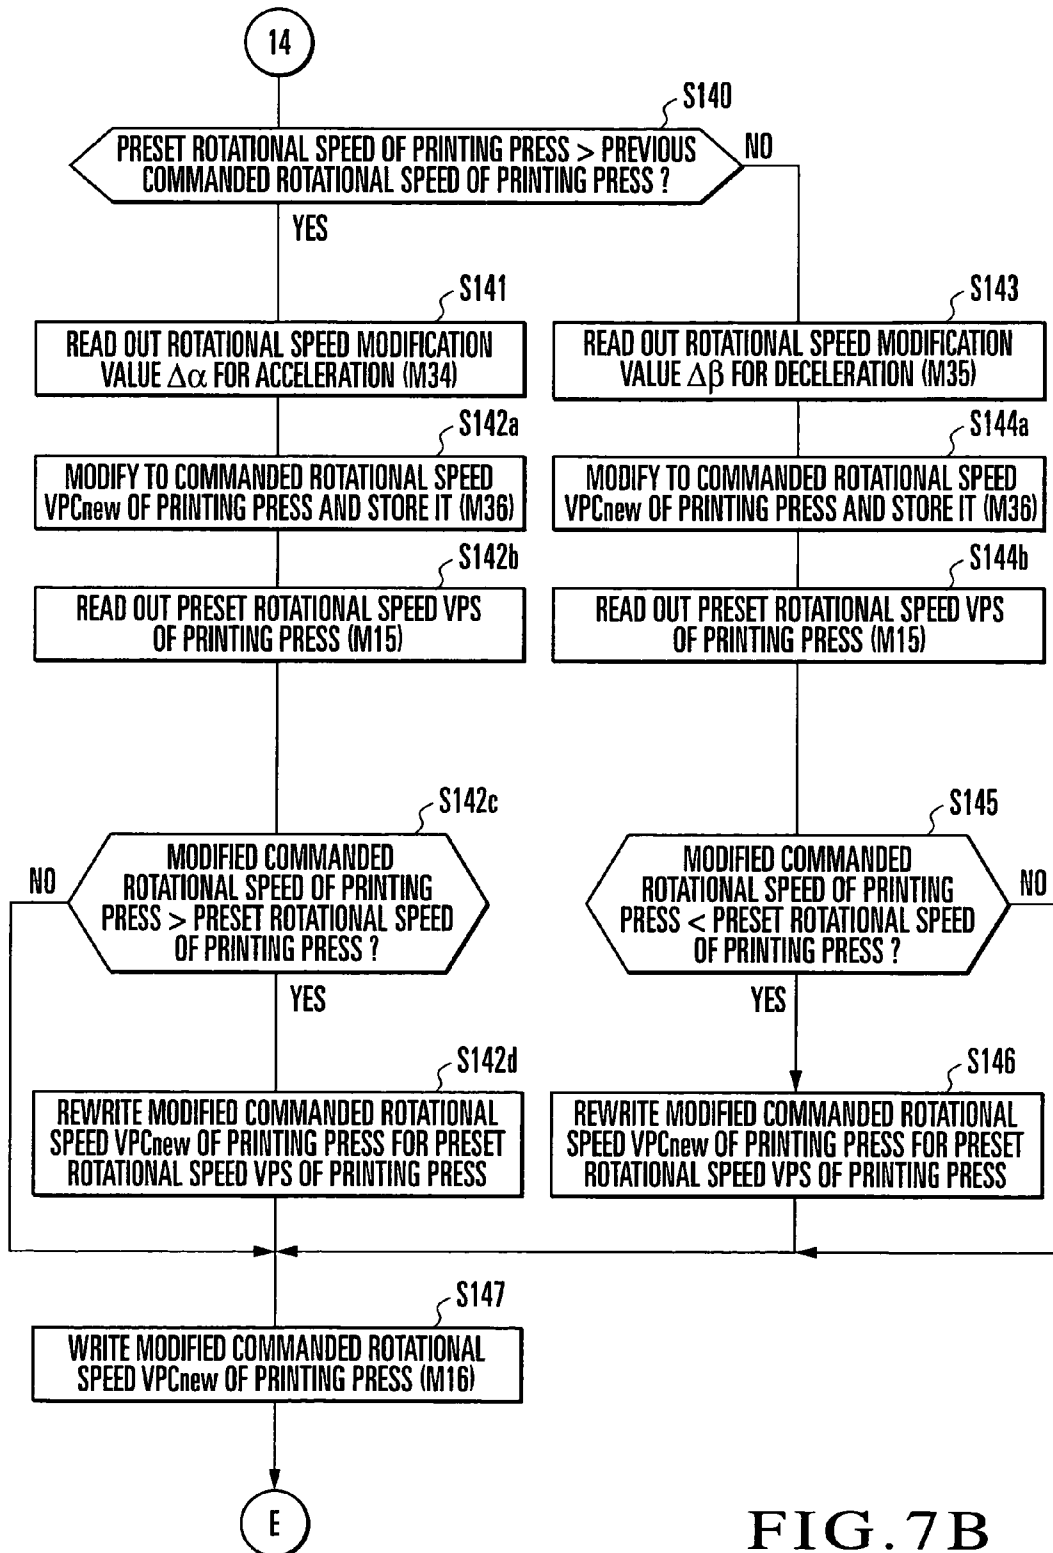 14
S140
PRESET ROTATIONAL SPEED OF PRINTING PRESS > PREVIOUS
COMMANDED ROTATIONAL SPEED OF PRINTING PRESS ?
NO
YES
S141
READ OUT ROTATIONAL SPEED MODIFICATION
VALUE Δα FOR ACCELERATION (M34)
S143
READ OUT ROTATIONAL SPEED MODIFICATION
VALUE Δβ FOR DECELERATION (M35)
S142a
MODIFY TO COMMANDED ROTATIONAL SPEED
VPCnew OF PRINTING PRESS AND STORE IT (M36)
S144a
MODIFY TO COMMANDED ROTATIONAL SPEED
VPCnew OF PRINTING PRESS AND STORE IT (M36)
S142b
READ OUT PRESET ROTATIONAL SPEED VPS
OF PRINTING PRESS (M15)
S144b
READ OUT PRESET ROTATIONAL SPEED VPS
OF PRINTING PRESS (M15)
S142c
NO
MODIFIED COMMANDED
ROTATIONAL SPEED OF PRINTING
PRESS > PRESET ROTATIONAL SPEED
OF PRINTING PRESS ?
YES
S145
MODIFIED COMMANDED
ROTATIONAL SPEED OF PRINTING
PRESS < PRESET ROTATIONAL SPEED
OF PRINTING PRESS ?
NO
YES
S142d
REWRITE MODIFIED COMMANDED ROTATIONAL
SPEED VPCnew OF PRINTING PRESS FOR PRESET
ROTATIONAL SPEED VPS OF PRINTING PRESS
S146
REWRITE MODIFIED COMMANDED ROTATIONAL
SPEED VPCnew OF PRINTING PRESS FOR PRESET
ROTATIONAL SPEED VPS OF PRINTING PRESS
S147
WRITE MODIFIED COMMANDED ROTATIONAL
SPEED VPCnew OF PRINTING PRESS (M16)
E
FIG.7B